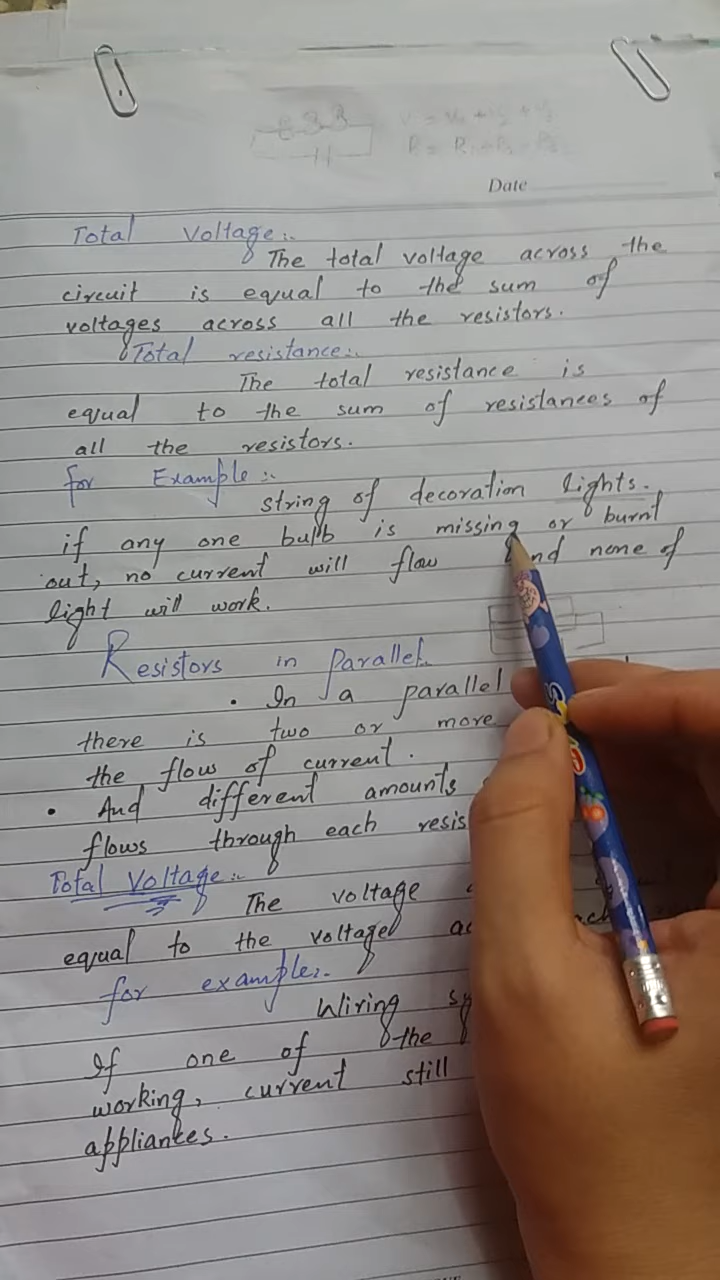 Date
Total Voltage:.
The total voltage across the
circuit is equal to the sum of
voltages across all the resistors.
Total resistance:.
The total resistance is
equal to the sum of resistances of
all the resistors.
for Example:.
string of decoration lights.
if any one bulb is missing or burnt
out, no current will flow and none of
light will work.
Resistors in Parallel.
. In a parallel
there is two or more
the flow of current.
• And different amounts
flows through each resis
Total Voltage:.
The voltage
equal to the voltage
for example:.
Wiring sy
If one of the
working, current still
appliances.